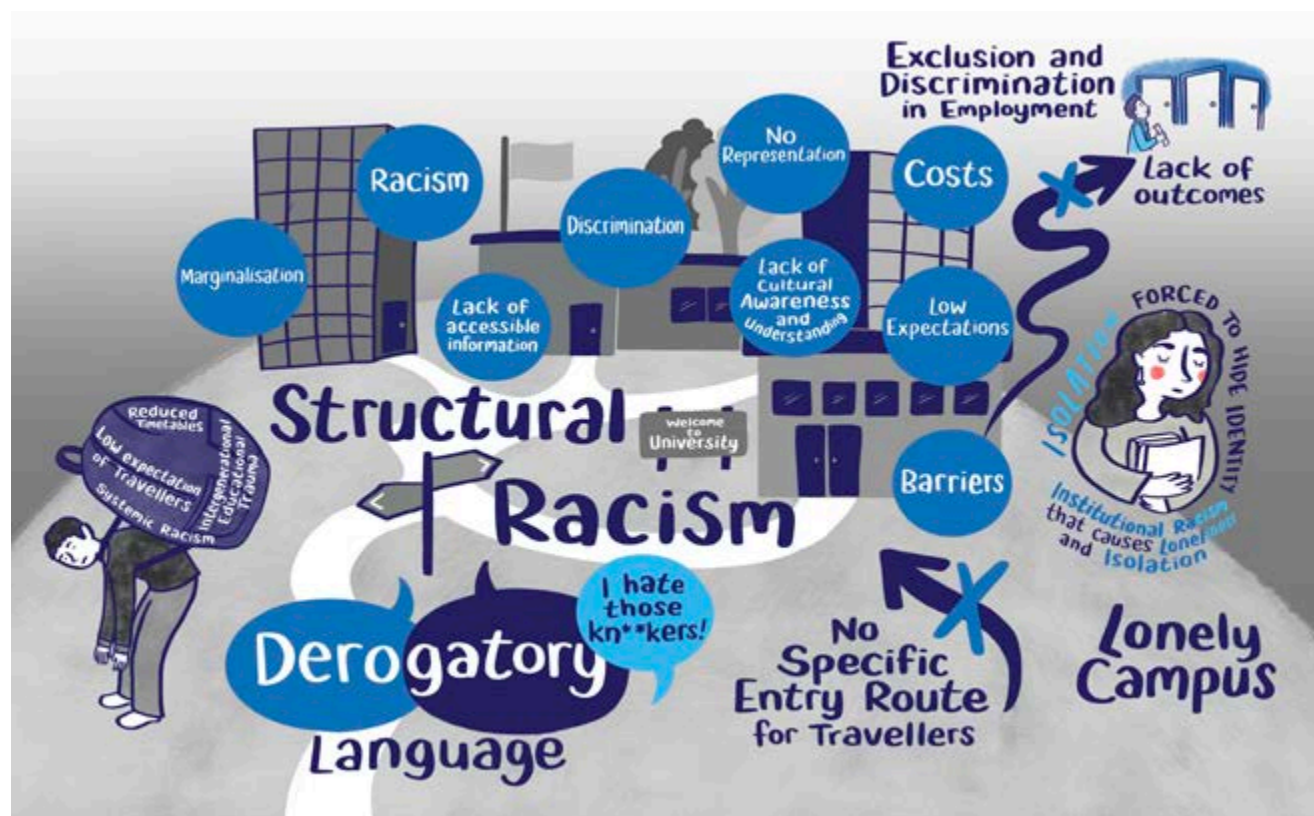 Exclusion and
Discrimination
in Employment
Lack of
outcomes
No
Representation
Costs
Racism
Discrimination
Marginalisation
Lack of
accessible
information
Lack of
Cultural
Awareness
and
Understanding
Low
Expectations
Barriers
Structural
Racism
Welcome
to
University
Reduced
Timetables
Low expectation
of Travellers
Systemic Racism
Intergenerational
Educational
Trauma
ISOLATION
FORCED TO HIDE IDENTITY
Institutional Racism
that causes Loneliness
and Isolation
Derogatory
Language
I hate
those
kn**kers!
No
Specific
Entry Route
for Travellers
Lonely
Campus